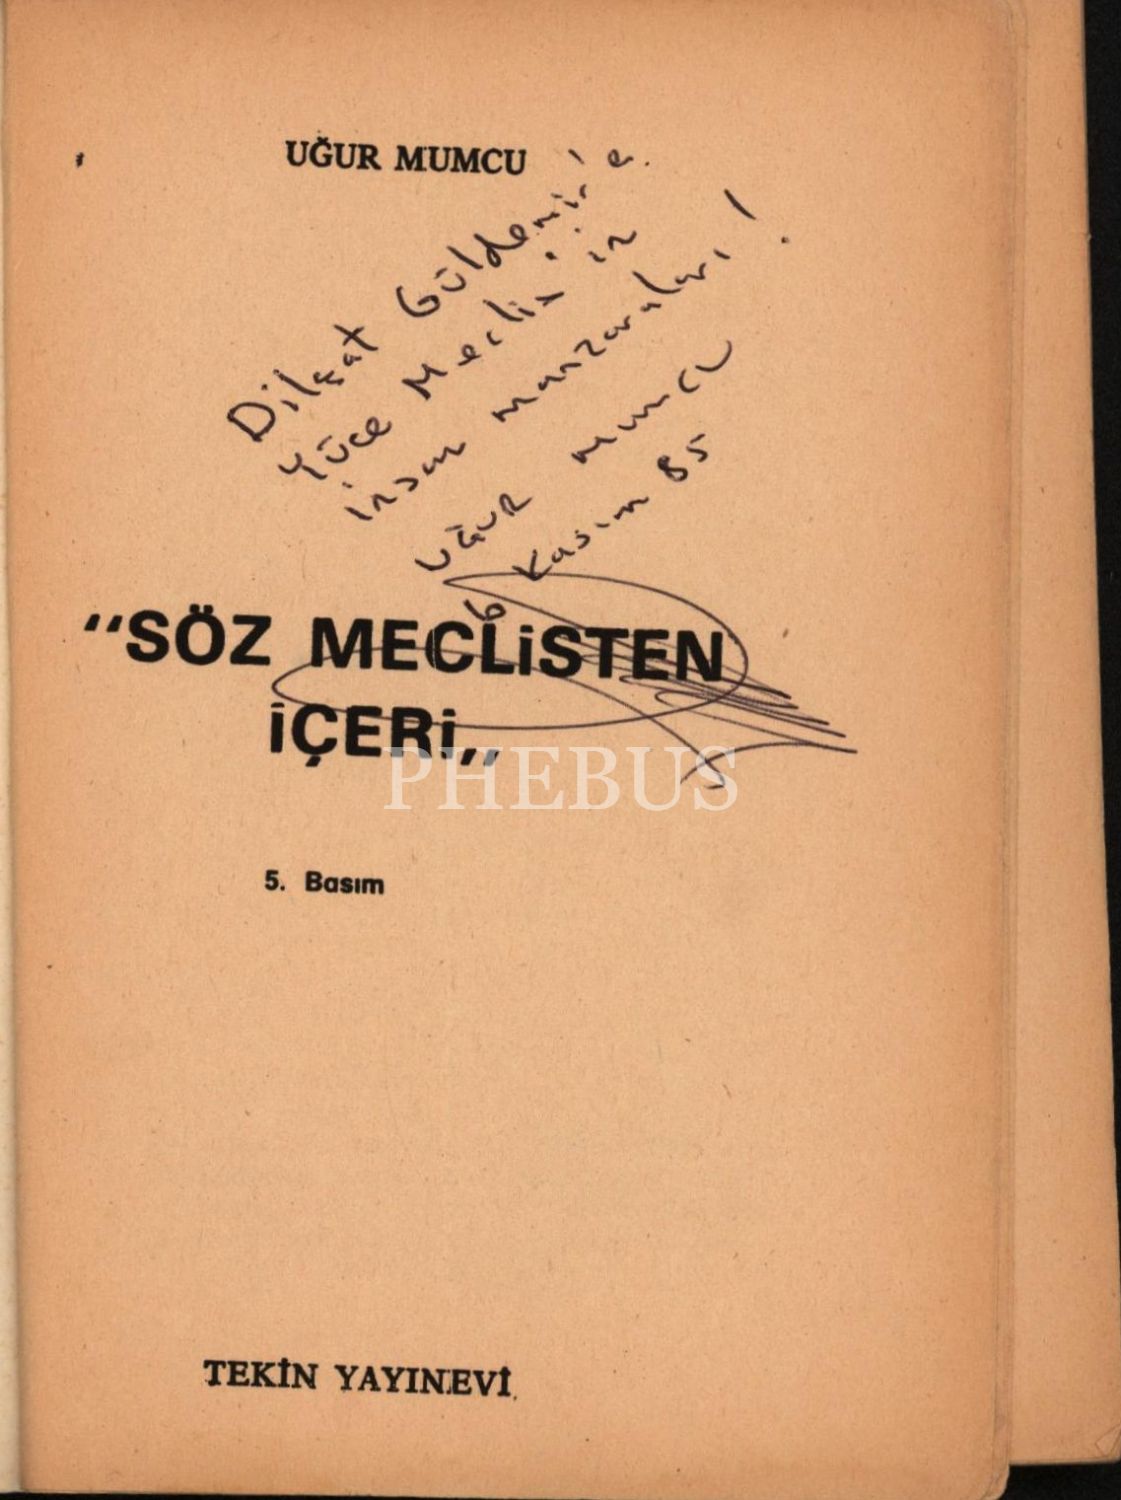 UĞUR MUMCU
Dilşat Güldemir'e.
Yüce Meclis'in
insan manzaraları!
UĞUR MUMCU
6 Kasım 85
"SÖZ MECLİSTEN
İÇERİ,,
PHEBUS
5. Basım
TEKİN YAYINEVİ